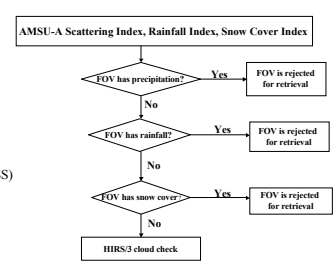 AMSU-A Scattering Index, Rainfall Index, Snow Cover Index
FOV has precipitation?
Yes
FOV is rejected
for retrieval
No
FOV has rainfall?
Yes
FOV is rejected
for retrieval
No
SS)
FOV has snow cover?
Yes
FOV is rejected
for retrieval
No
HIRS/3 cloud check